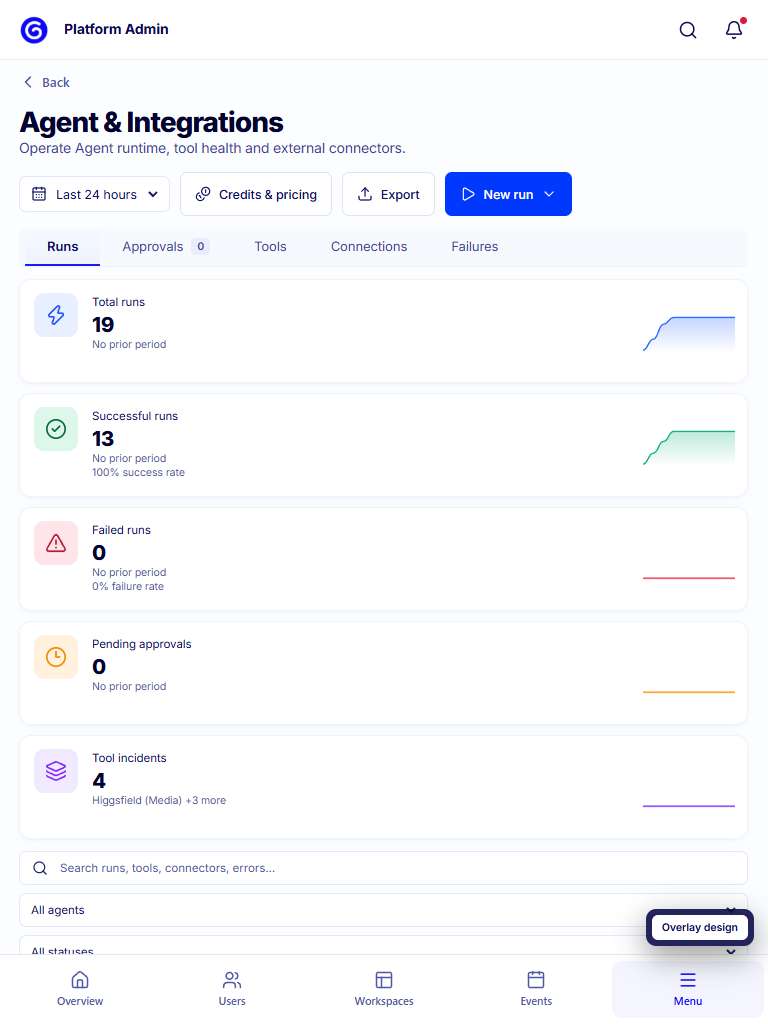 Platform Admin
Back
Agent & Integrations
Operate Agent runtime, tool health and external connectors.
Last 24 hours
Credits & pricing
Export
New run
Runs
Approvals 0
Tools
Connections
Failures
Total runs
19
No prior period
Successful runs
13
No prior period
100% success rate
Failed runs
0
No prior period
0% failure rate
Pending approvals
0
No prior period
Tool incidents
4
Higgsfield (Media) +3 more
Search runs, tools, connectors, errors...
All agents
Overlay design
All statuses
Overview
Users
Workspaces
Events
Menu